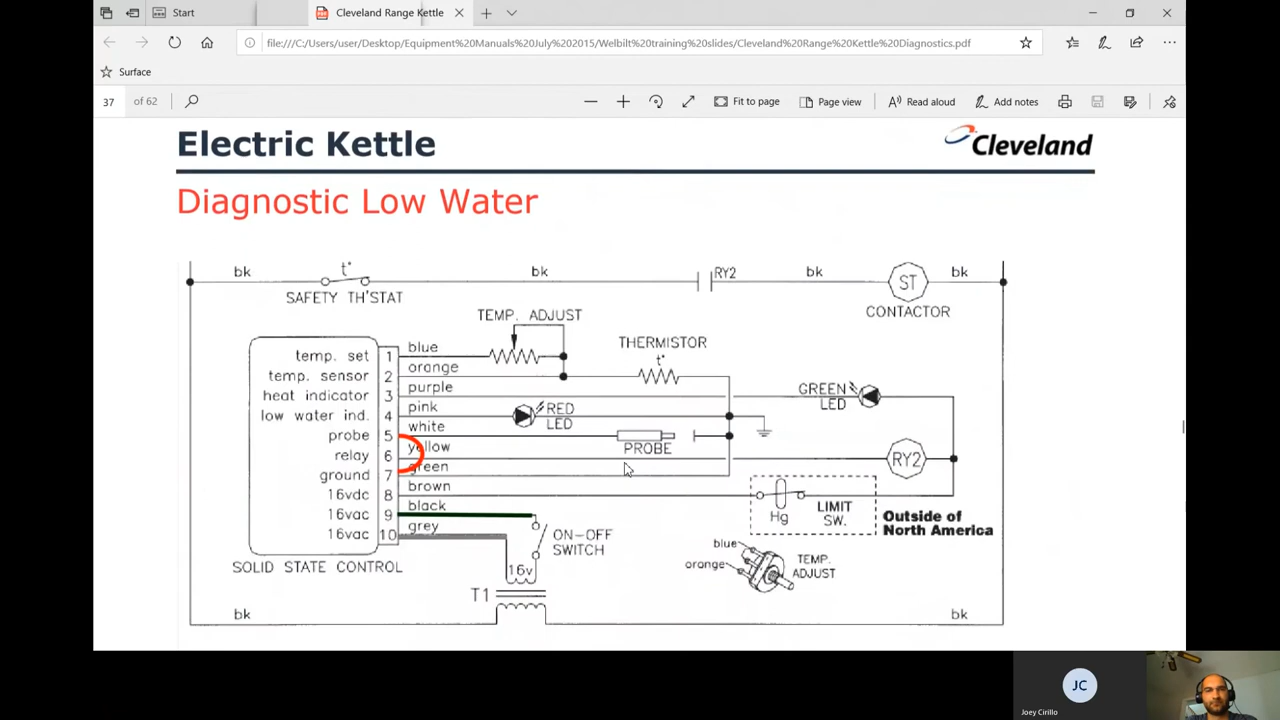 Start
Cleveland Range Kettle
file:///C:/Users/user/Desktop/Equipment%20Manuals%20July%202015/Welbilt%20training%20slides/Cleveland%20Range%20Kettle%20Diagnostics.pdf
Surface
37 of 62
Fit to page
Page view
Read aloud
Add notes
Electric Kettle
Cleveland
Diagnostic Low Water
bk t° bk RY2 bk ST bk
SAFETY TH'STAT
CONTACTOR
TEMP. ADJUST
THERMISTOR
t°
temp. set 1 blue
temp. sensor 2 orange
heat indicator 3 purple
low water ind. 4 pink
probe 5 white
relay 6 yellow
ground 7 green
16vdc 8 brown
16vac 9 black
16vac 10 grey
SOLID STATE CONTROL
RED
LED
GREEN
LED
PROBE
RY2
Hg
LIMIT
SW.
Outside of
North America
ON-OFF
SWITCH
blue
orange
TEMP.
ADJUST
16v
T1
bk bk
JC
Joey Cirillo